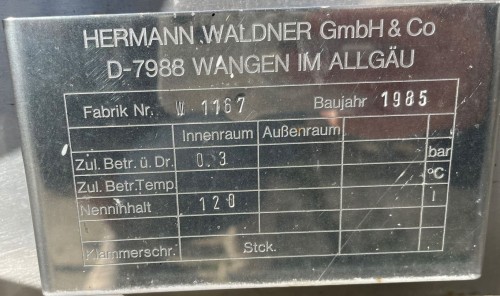 HERMANN WALDNER GmbH & Co
D-7988 WANGEN IM ALLGÄU
Fabrik Nr. W 1167 Baujahr 1985
Innenraum Außenraum
Zul. Betr. ü. Dr. 0.3 bar
Zul. Betr.Temp °C
Nenninhalt 120 l
Klammerschr. Stck.